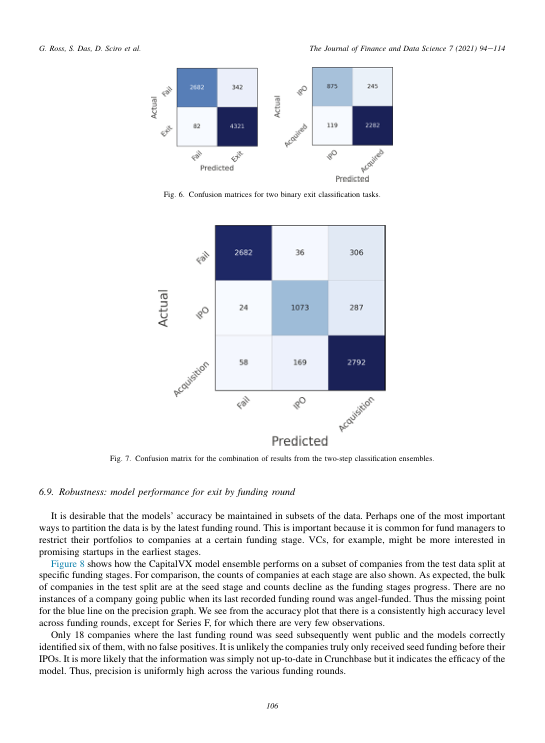 G. Ross, S. Das, D. Sciro et al.
The Journal of Finance and Data Science 7 (2021) 94–114
Actual
Fail
2682
342
Exit
82
4321
Fail
Exit
Predicted
Actual
IPO
875
245
Acquired
119
2282
IPO
Acquired
Predicted
Fig. 6. Confusion matrices for two binary exit classification tasks.
Actual
Fail
2682
36
306
IPO
24
1073
287
Acquisition
58
169
2792
Fail
IPO
Acquisition
Predicted
Fig. 7. Confusion matrix for the combination of results from the two-step classification ensembles.
6.9. Robustness: model performance for exit by funding round
It is desirable that the models' accuracy be maintained in subsets of the data. Perhaps one of the most important
ways to partition the data is by the latest funding round. This is important because it is common for fund managers to
restrict their portfolios to companies at a certain funding stage. VCs, for example, might be more interested in
promising startups in the earliest stages.
Figure 8 shows how the CapitalVX model ensemble performs on a subset of companies from the test data split at
specific funding stages. For comparison, the counts of companies at each stage are also shown. As expected, the bulk
of companies in the test split are at the seed stage and counts decline as the funding stages progress. There are no
instances of a company going public when its last recorded funding round was angel-funded. Thus the missing point
for the blue line on the precision graph. We see from the accuracy plot that there is a consistently high accuracy level
across funding rounds, except for Series F, for which there are very few observations.
Only 18 companies where the last funding round was seed subsequently went public and the models correctly
identified six of them, with no false positives. It is unlikely the companies truly only received seed funding before their
IPOs. It is more likely that the information was simply not up-to-date in Crunchbase but it indicates the efficacy of the
model. Thus, precision is uniformly high across the various funding rounds.
106